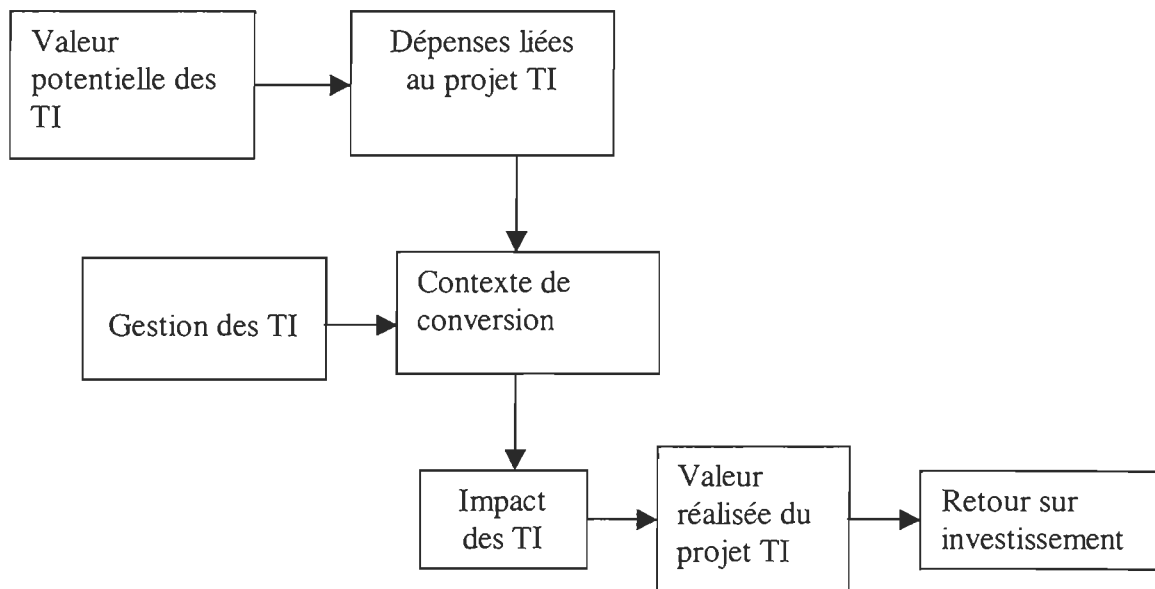 Valeur
potentielle des
TI
Dépenses liées
au projet TI
Gestion des TI
Contexte de
conversion
Impact
des TI
Valeur
réalisée du
projet TI
Retour sur
investissement